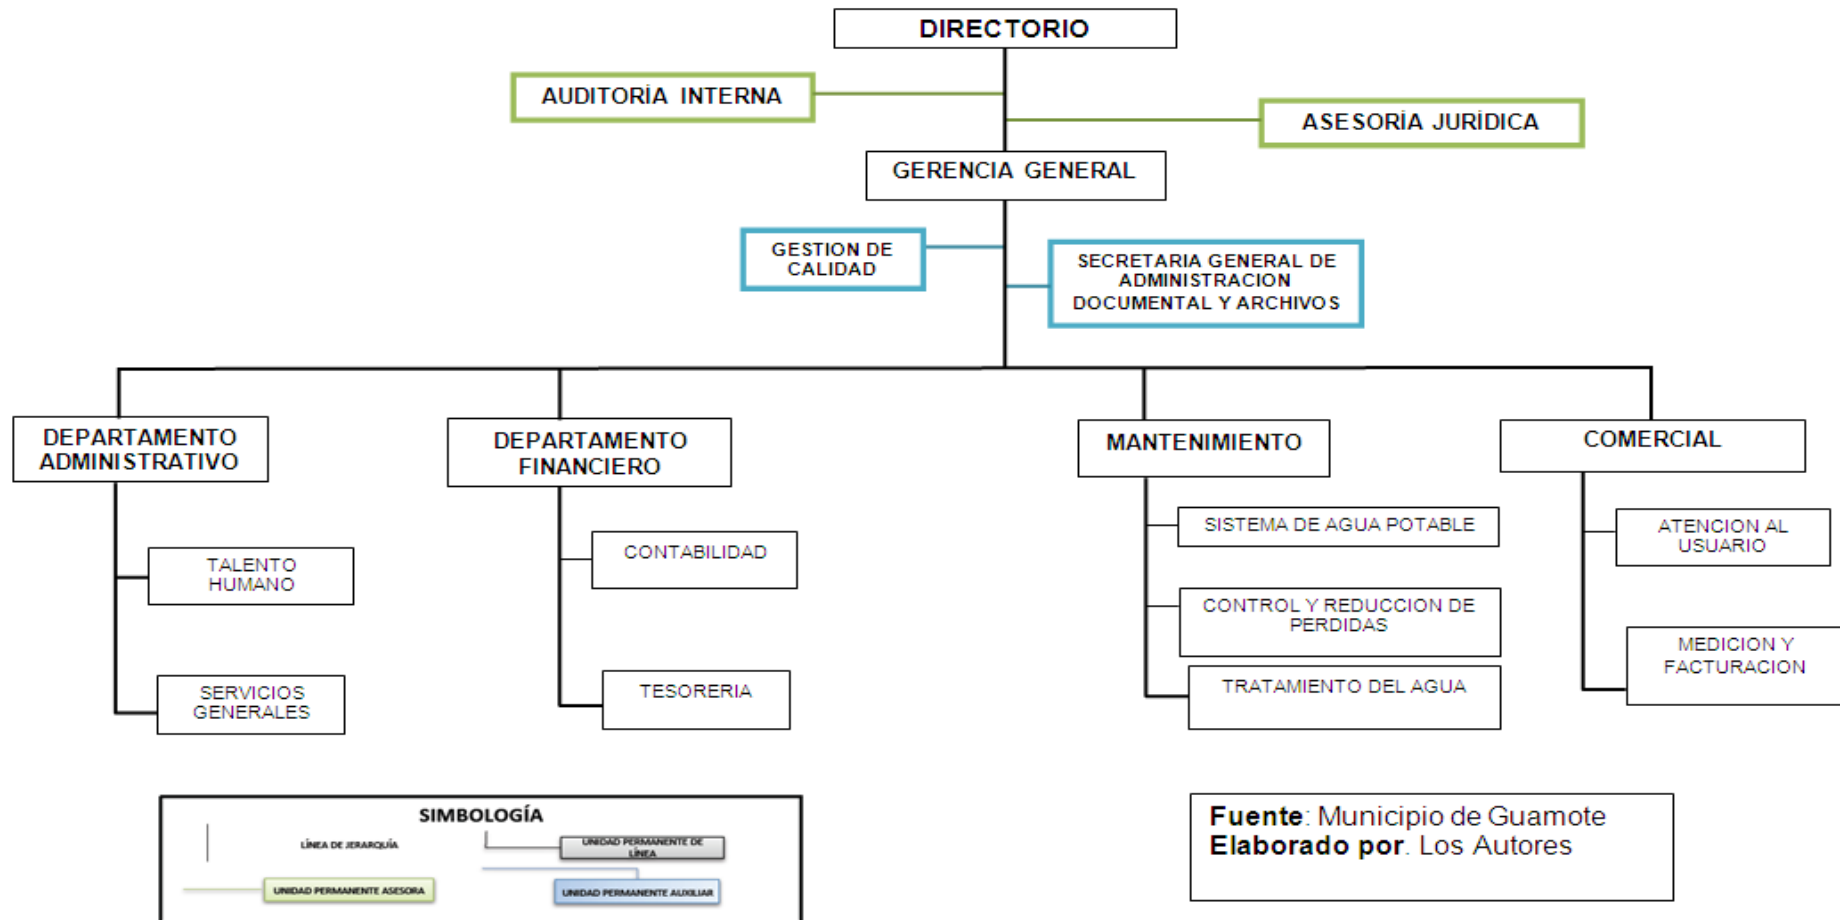 DIRECTORIO
AUDITORÍA INTERNA
ASESORÍA JURÍDICA
GERENCIA GENERAL
GESTION DE
CALIDAD
SECRETARIA GENERAL DE
ADMINISTRACION
DOCUMENTAL Y ARCHIVOS
DEPARTAMENTO
ADMINISTRATIVO
DEPARTAMENTO
FINANCIERO
MANTENIMIENTO
COMERCIAL
TALENTO
HUMANO
SERVICIOS
GENERALES
CONTABILIDAD
TESORERIA
SISTEMA DE AGUA POTABLE
CONTROL Y REDUCCION DE
PERDIDAS
TRATAMIENTO DEL AGUA
ATENCION AL
USUARIO
MEDICION Y
FACTURACION
SIMBOLOGÍA
LÍNEA DE JERARQUÍA
UNIDAD PERMANENTE DE
LÍNEA
UNIDAD PERMANENTE ASESORA
UNIDAD PERMANENTE AUXILIAR
Fuente: Municipio de Guamote
Elaborado por. Los Autores